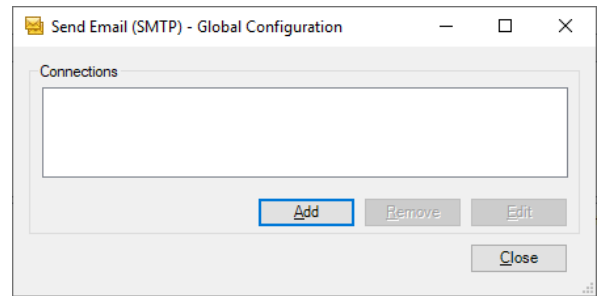 Send Email (SMTP) - Global Configuration
Connections
Add Remove Edit
Close